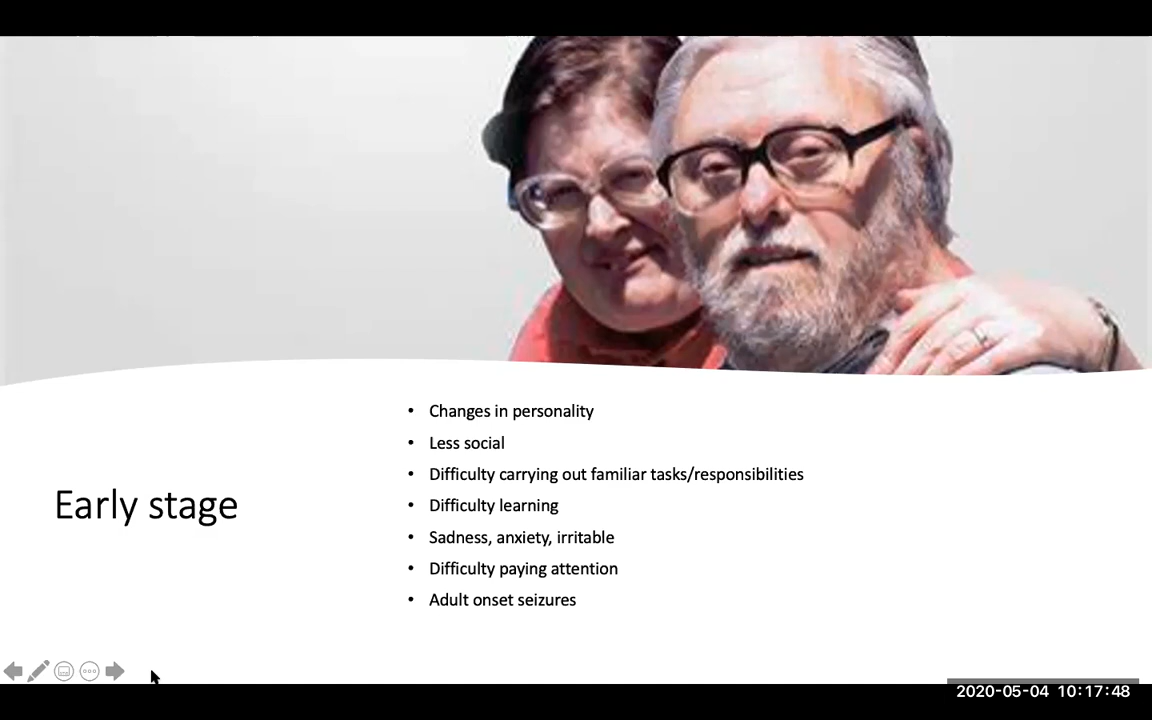 Early stage
• Changes in personality
• Less social
• Difficulty carrying out familiar tasks/responsibilities
• Difficulty learning
• Sadness, anxiety, irritable
• Difficulty paying attention
• Adult onset seizures
2020-05-04 10:17:48